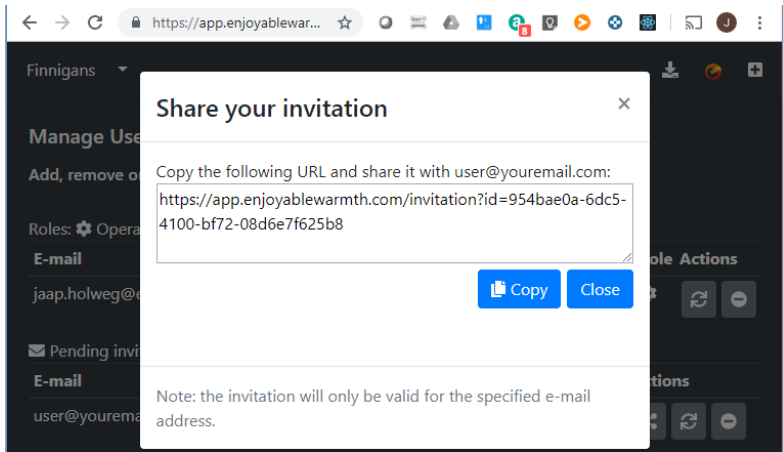 https://app.enjoyablewar...
8
J
Finnigans
Share your invitation
×
Manage Use
Copy the following URL and share it with user@youremail.com:
Add, remove o
https://app.enjoyablewarmth.com/invitation?id=954bae0a-6dc5-
4100-bf72-08d6e7f625b8
Roles: Opera
E-mail
ole Actions
Copy Close
jaap.holweg@e
Pending invi
E-mail
tions
Note: the invitation will only be valid for the specified e-mail
user@yourema
address.